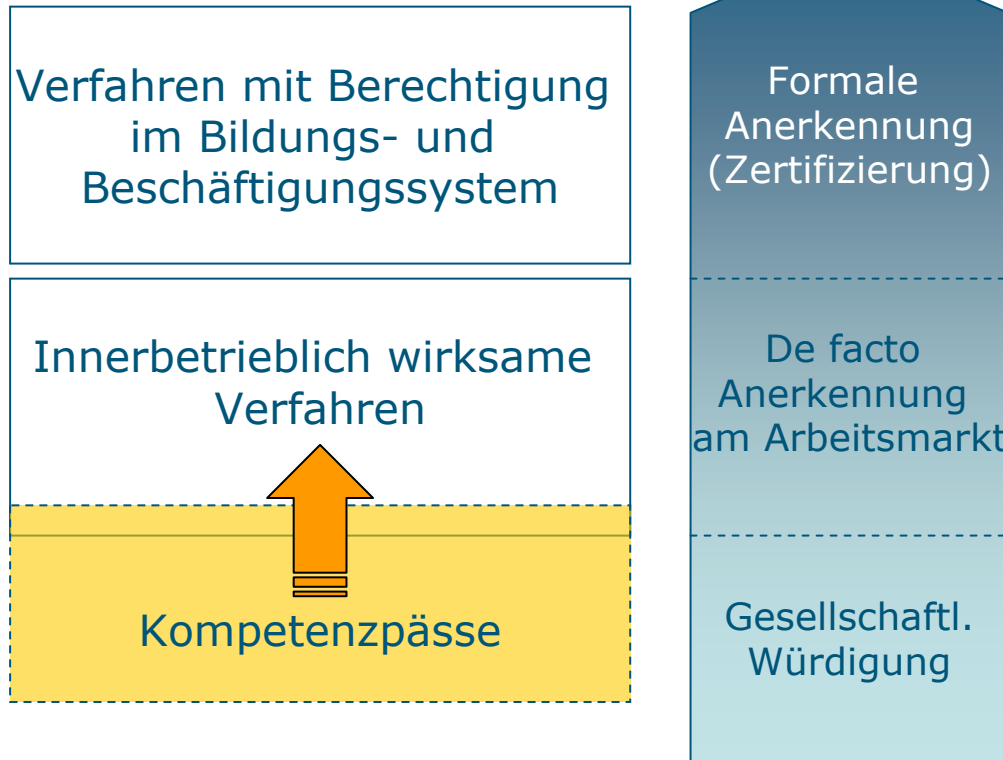 Verfahren mit Berechtigung
im Bildungs- und
Beschäftigungssystem
Formale
Anerkennung
(Zertifizierung)
Innerbetrieblich wirksame
Verfahren
De facto
Anerkennung
am Arbeitsmarkt
Kompetenzpässe
Gesellschaftl.
Würdigung